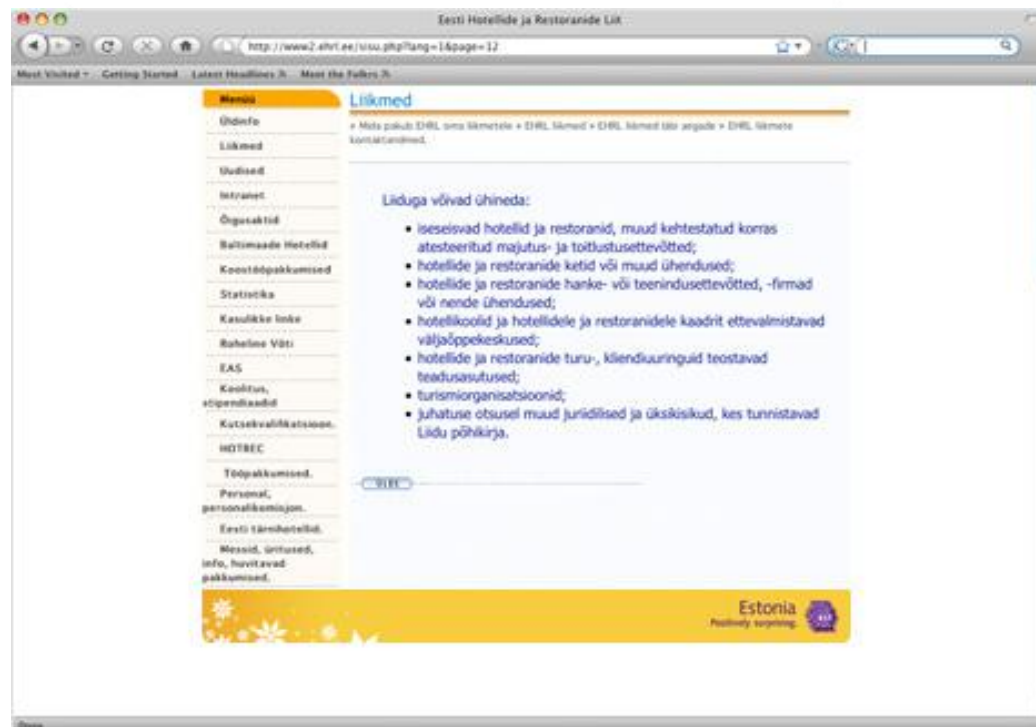 Eesti Hotellide ja Restoranide Liit
http://www2.ehrl.ee/sisu.php?lang=1&page=12
Most Visited Getting Started Latest Headlines Meet the
Menüü
Üldinfo
Liikmed
Uudised
Intranet
Õigusaktid
Baltimaade Hotellid
Koostööpakkumised
Statistika
Kasulikke linke
Roheline Võti
EAS
Koolitus,
stipendiaadid
Kutsekvalifikatsioon.
HOTREC
Tööpakkumised.
Personal,
personalikomisjon.
Eesti tärnihotellid.
Messid, üritused,
info, huvitavad
pakkumised.
Liikmed
» Mida pakub EHRL oma liikmetele » EHRL liikmed » EHRL liikmed läbi aegade » EHRL liikmete
kontaktandmed.
Liiduga võivad ühineda:
• iseseisvad hotellid ja restoranid, muud kehtestatud korras
atesteeritud majutus- ja toitlustusettevõtted;
• hotellide ja restoranide ketid või muud ühendused;
• hotellide ja restoranide hanke- või teenindusettevõtted, -firmad
või nende ühendused;
• hotellikoolid ja hotellidele ja restoranidele kaadrit ettevalmistavad
väljaõppekeskused;
• hotellide ja restoranide turu-, kliendiuuringuid teostavad
teadusasutused;
• turismiorganisatsioonid;
• juhatuse otsusel muud juriidilised ja üksikisikud, kes tunnistavad
Liidu põhikirja.
ÜLES
Estonia
Positively surprising
Done